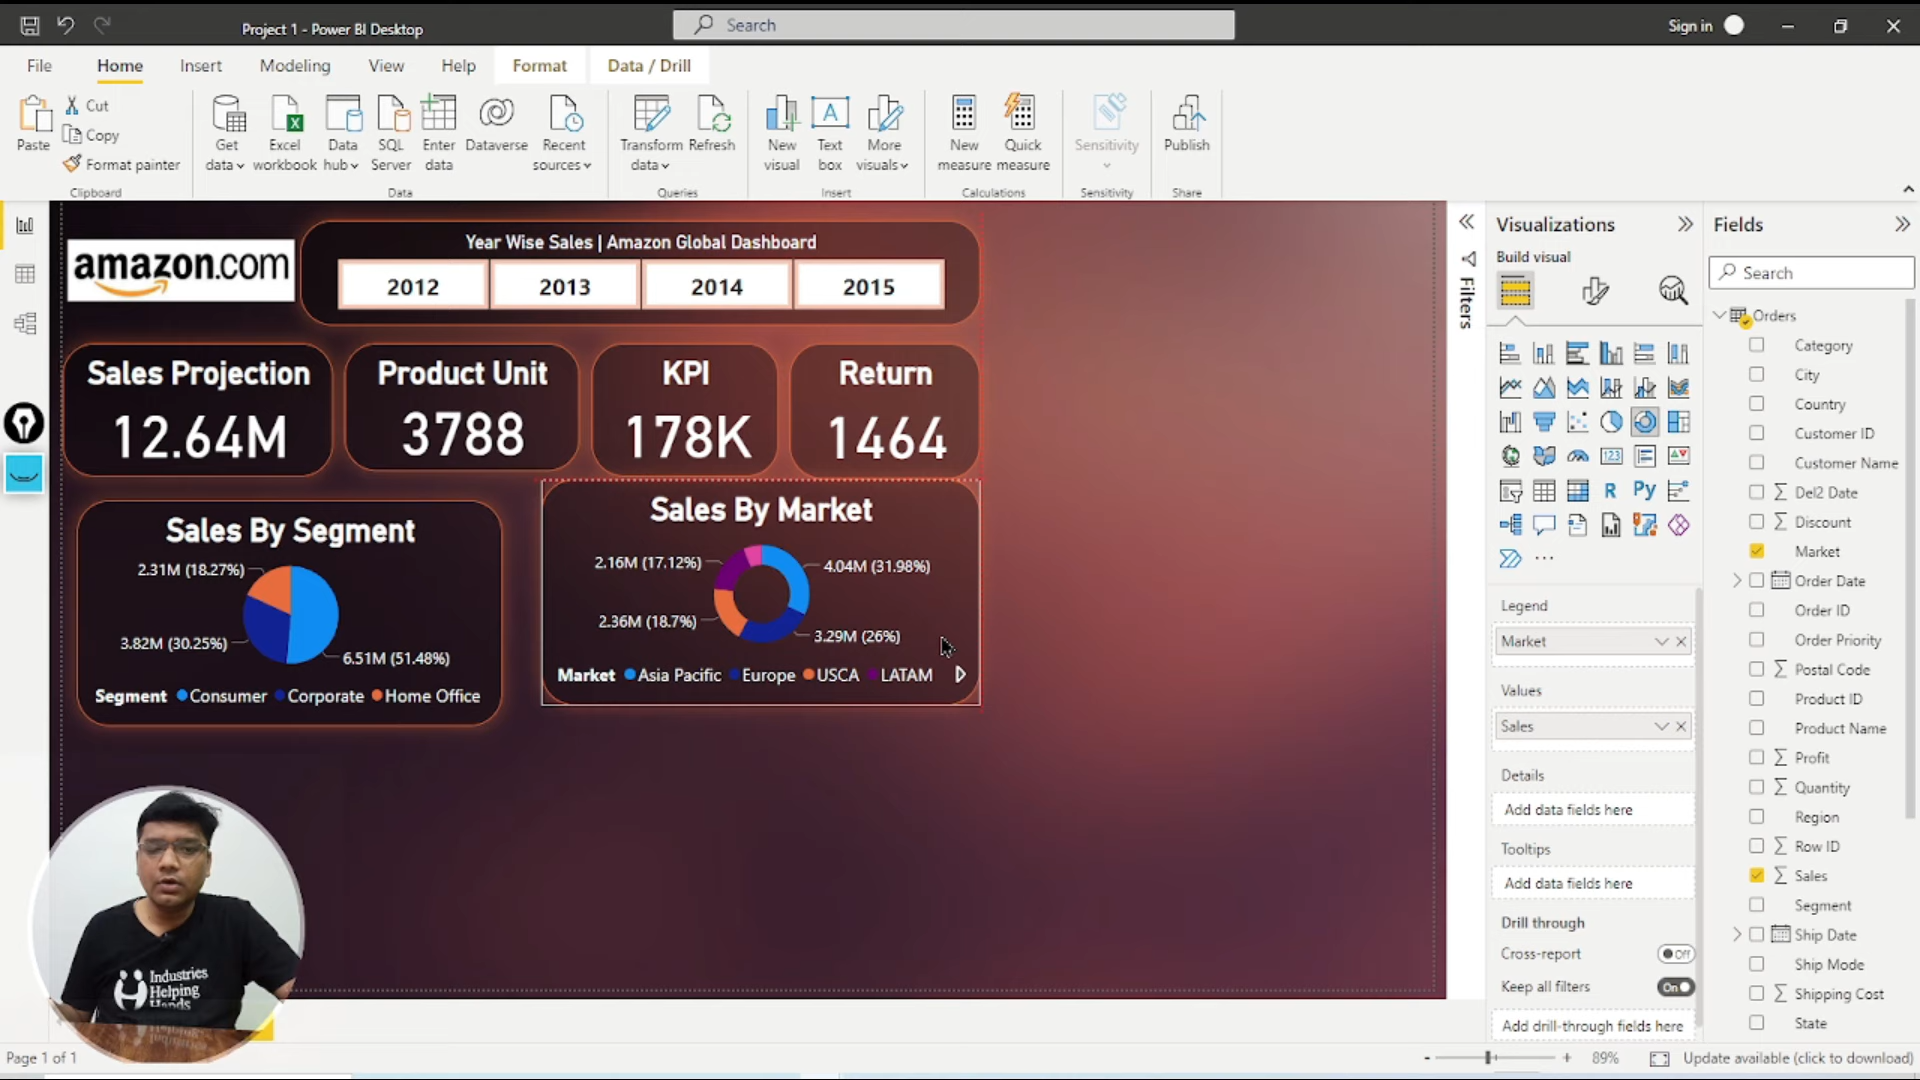 Project 1 - Power BI Desktop
Search
Sign in
File Home Insert Modeling View Help Format Data / Drill
Paste
Cut
Copy
Format painter
Clipboard
Get data
Excel workbook
Data hub
SQL Server
Enter data
Dataverse
Recent sources
Data
Transform data
Refresh
Queries
New visual
Text box
More visuals
Insert
New measure
Quick measure
Calculations
Sensitivity
Sensitivity
Publish
Share
amazon.com
Year Wise Sales | Amazon Global Dashboard
2012 2013 2014 2015
Sales Projection
12.64M
Product Unit
3788
KPI
178K
Return
1464
Sales By Segment
2.31M (18.27%)
3.82M (30.25%)
6.51M (51.48%)
Segment Consumer Corporate Home Office
Sales By Market
2.16M (17.12%)
4.04M (31.98%)
2.36M (18.7%)
3.29M (26%)
Market Asia Pacific Europe USCA LATAM
Industries
Helping
Hands
Filters
Visualizations
Build visual
123
R
Py
Legend
Market
Values
Sales
Details
Add data fields here
Tooltips
Add data fields here
Drill through
Cross-report
Off
Keep all filters
On
Add drill-through fields here
Fields
Search
Orders
Category
City
Country
Customer ID
Customer Name
Del2 Date
Discount
Market
Order Date
Order ID
Order Priority
Postal Code
Product ID
Product Name
Profit
Quantity
Region
Row ID
Sales
Segment
Ship Date
Ship Mode
Shipping Cost
State
Page 1 of 1
- + 89%
Update available (click to download)